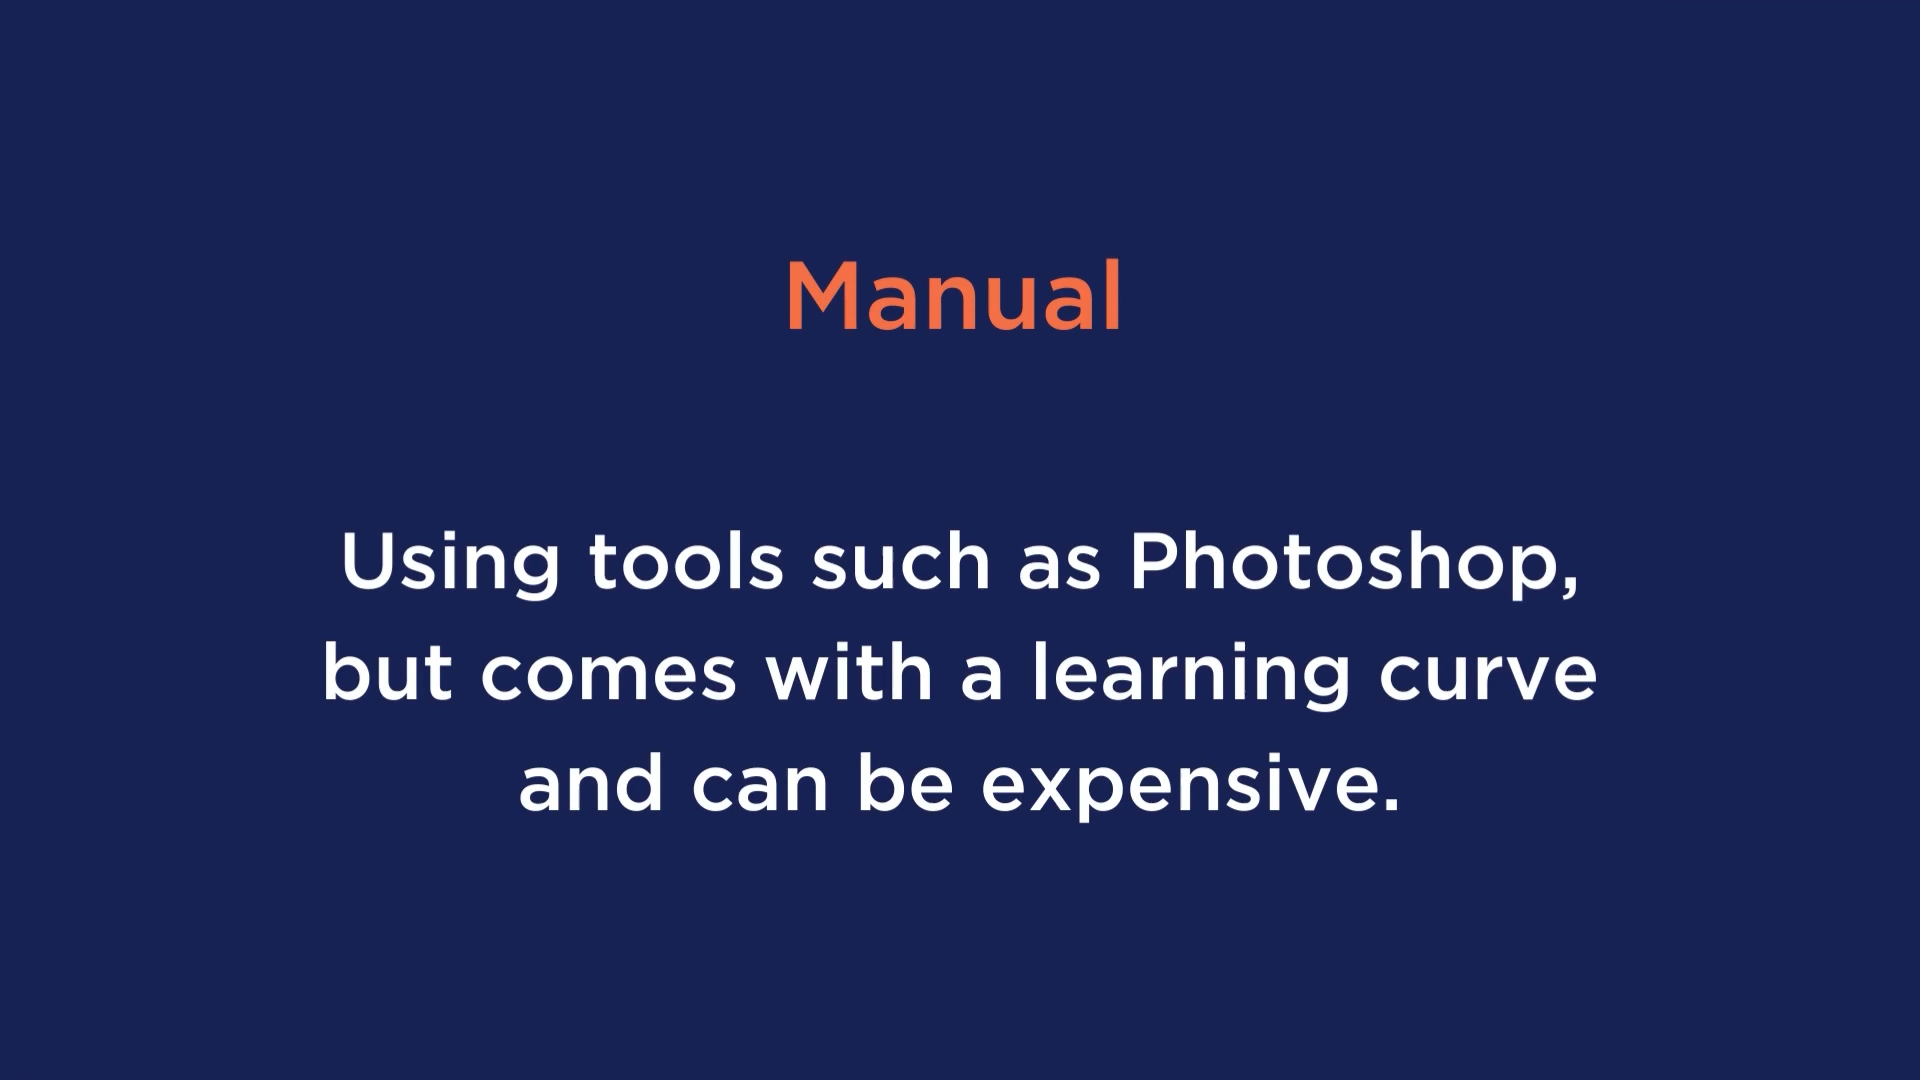 Manual
Using tools such as Photoshop,
but comes with a learning curve
and can be expensive.